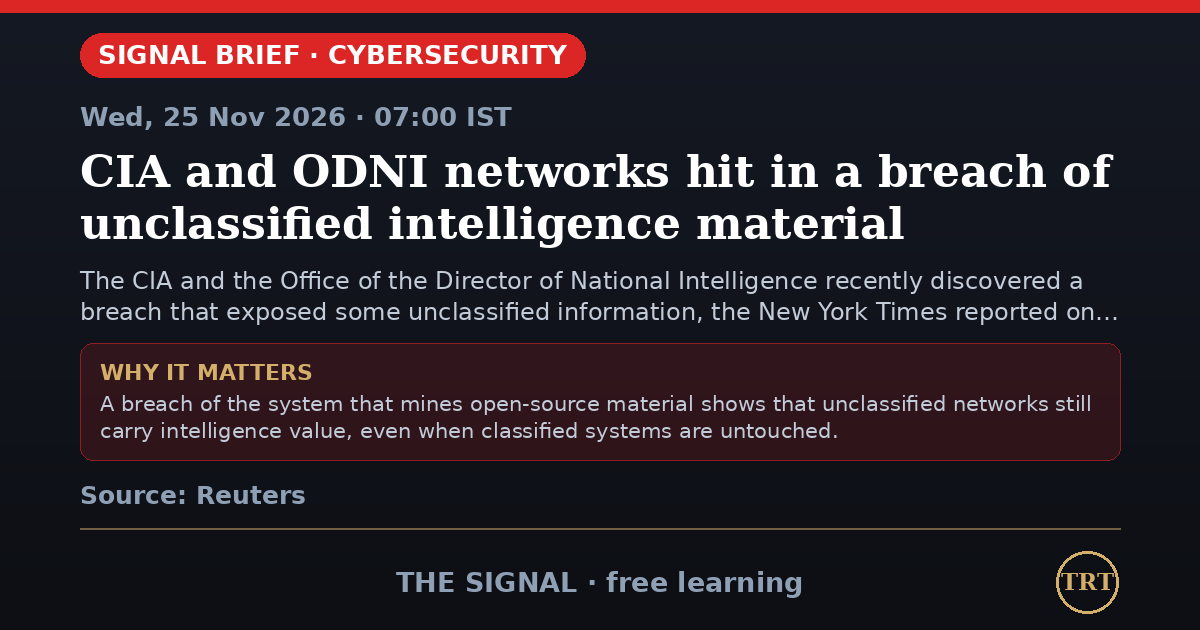 SIGNAL BRIEF · CYBERSECURITY
Wed, 25 Nov 2026 · 07:00 IST
CIA and ODNI networks hit in a breach of
unclassified intelligence material
The CIA and the Office of the Director of National Intelligence recently discovered a
breach that exposed some unclassified information, the New York Times reported on…
WHY IT MATTERS
A breach of the system that mines open-source material shows that unclassified networks still
carry intelligence value, even when classified systems are untouched.
Source: Reuters
THE SIGNAL · free learning
TRT